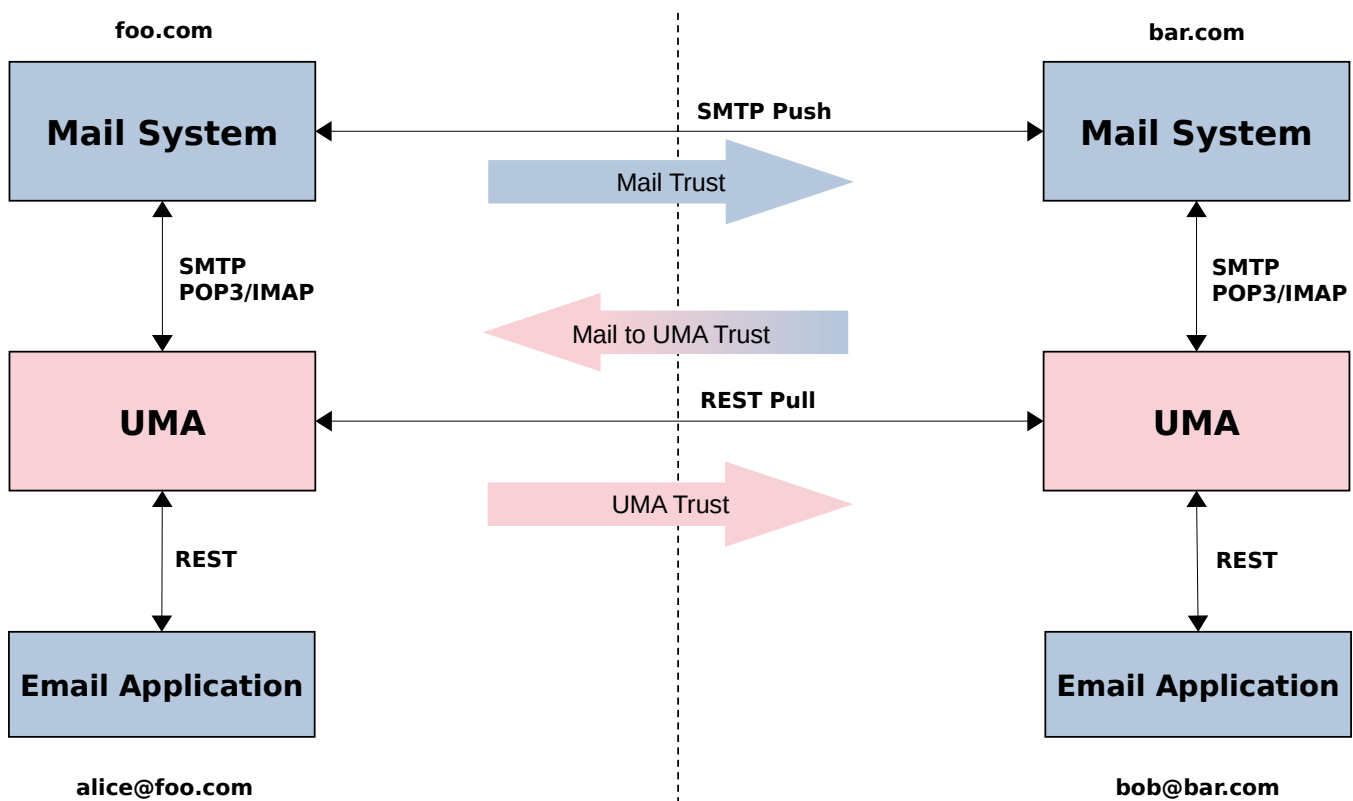 foo.com
bar.com
Mail System
SMTP Push
Mail System
Mail Trust
SMTP
POP3/IMAP
SMTP
POP3/IMAP
Mail to UMA Trust
UMA
REST Pull
UMA
UMA Trust
REST
REST
Email Application
Email Application
alice@foo.com
bob@bar.com